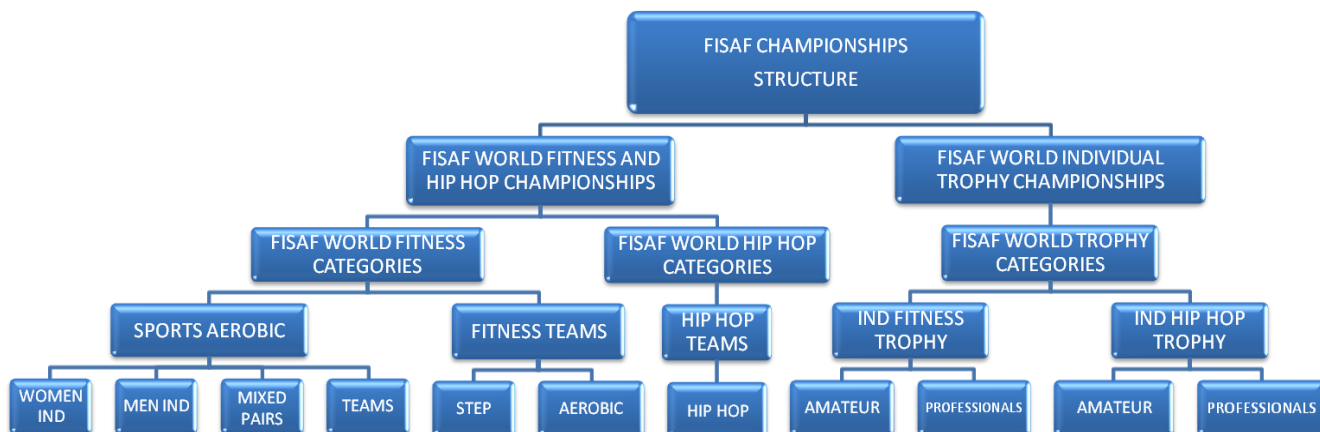 FISAF CHAMPIONSHIPS
STRUCTURE
FISAF WORLD FITNESS AND
HIP HOP CHAMPIONSHIPS
FISAF WORLD INDIVIDUAL
TROPHY CHAMPIONSHIPS
FISAF WORLD FITNESS
CATEGORIES
FISAF WORLD HIP HOP
CATEGORIES
FISAF WORLD TROPHY
CATEGORIES
SPORTS AEROBIC
FITNESS TEAMS
HIP HOP
TEAMS
IND FITNESS
TROPHY
IND HIP HOP
TROPHY
WOMEN
IND
MEN IND
MIXED
PAIRS
TEAMS
STEP
AEROBIC
HIP HOP
AMATEUR
PROFESSIONALS
AMATEUR
PROFESSIONALS